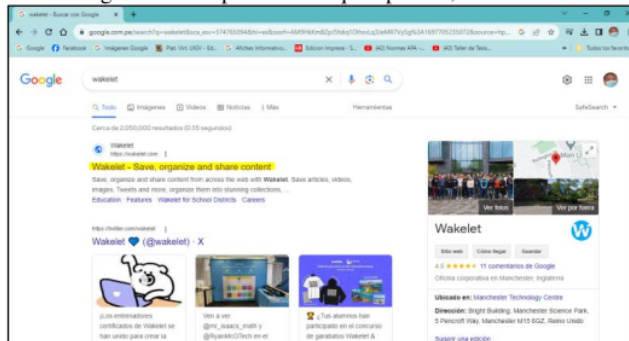 wakelet - Buscar con Google
Google
Facebook
Imágenes Google
Todos los favoritos
Google
wakelet
Todo
Imágenes
Videos
Noticias
Más
Herramientas
SafeSearch
Cerca de 2,050,000 resultados (0.55 segundos)
Wakelet
https://wakelet.com
Wakelet - Save, organize and share content
Save, organize and share content from across the web with Wakelet. Save articles, videos,
images, Tweets and more, organize them into stunning collections, ...
Education Features Wakelet for School Districts Careers
https://twitter.com/wakelet
Wakelet 💙 (@wakelet) · X
¡Los entrenadores
certificados de Wakelet se
han unido para crear la
Ven a ver
@mr_isaacs_math y
@RyanMcGTech en el
🏆 ¿Tus alumnos han
participado en el concurso
de garabatos Wakelet &
Ver fotos
Ver por fuera
Wakelet
Sitio web
Cómo llegar
Guardar
4.6 ★★★★★ 11 comentarios de Google
Oficina corporativa en Manchester, Inglaterra
Ubicado en: Manchester Technology Centre
Dirección: Bright Building, Manchester Science Park,
5 Pencroft Way, Manchester M15 6GZ, Reino Unido
Sugerir una edición